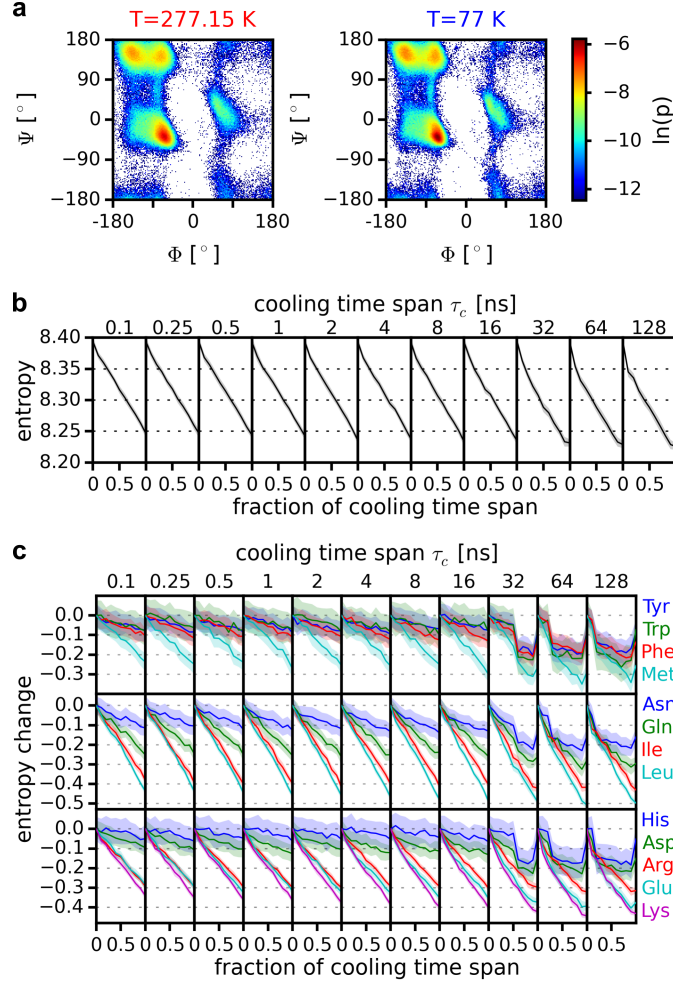 a
T=277.15 K
T=77 K
180
90
0
−90
−180
Ψ [°]
-180 0 180
Φ [°]
180
90
0
−90
−180
Ψ [°]
-180 0 180
Φ [°]
−6
−8
−10
−12
ln(p)
b
cooling time span τc [ns]
0.1 0.25 0.5 1 2 4 8 16 32 64 128
8.40
8.35
8.30
8.25
8.20
entropy
0 0.5 0 0.5 0 0.5 0 0.5 0 0.5 0 0.5 0 0.5 0 0.5 0 0.5 0 0.5 0 0.5
fraction of cooling time span
c
cooling time span τc [ns]
0.1 0.25 0.5 1 2 4 8 16 32 64 128
entropy change
0.0
−0.1
−0.2
−0.3
Tyr
Trp
Phe
Met
0.0
−0.1
−0.2
−0.3
−0.4
−0.5
Asn
Gln
Ile
Leu
0.0
−0.1
−0.2
−0.3
−0.4
His
Asp
Arg
Glu
Lys
0 0.5 0 0.5 0 0.5 0 0.5 0 0.5 0 0.5 0 0.5 0 0.5 0 0.5 0 0.5 0 0.5
fraction of cooling time span